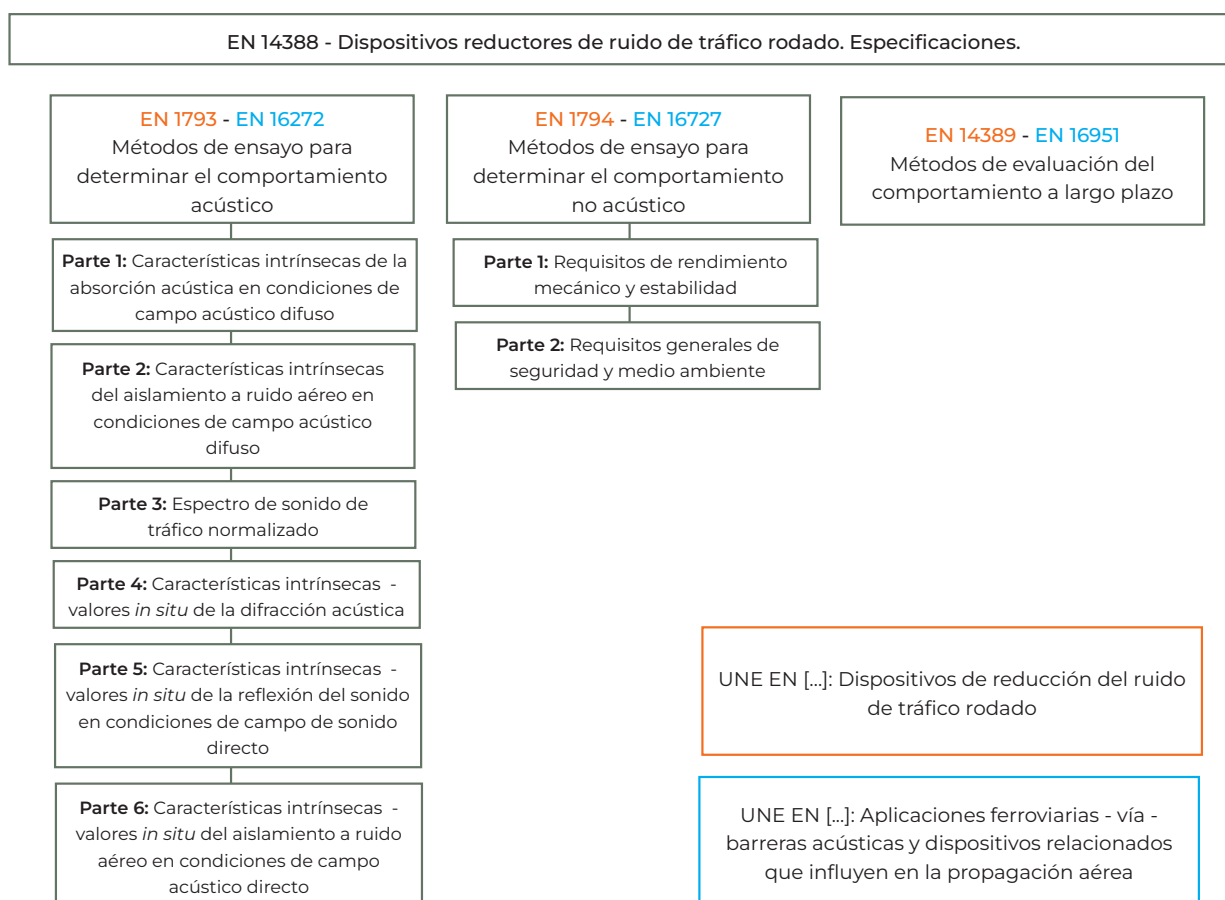 EN 14388 - Dispositivos reductores de ruido de tráfico rodado. Especificaciones.
EN 1793 - EN 16272
Métodos de ensayo para
determinar el comportamiento
acústico
Parte 1: Características intrínsecas de la
absorción acústica en condiciones de
campo acústico difuso
Parte 2: Características intrínsecas
del aislamiento a ruido aéreo en
condiciones de campo acústico
difuso
Parte 3: Espectro de sonido de
tráfico normalizado
Parte 4: Características intrínsecas -
valores in situ de la difracción acústica
Parte 5: Características intrínsecas -
valores in situ de la reflexión del sonido
en condiciones de campo de sonido
directo
Parte 6: Características intrínsecas -
valores in situ del aislamiento a ruido
aéreo en condiciones de campo
acústico directo
EN 1794 - EN 16727
Métodos de ensayo para
determinar el comportamiento
no acústico
Parte 1: Requisitos de rendimiento
mecánico y estabilidad
Parte 2: Requisitos generales de
seguridad y medio ambiente
EN 14389 - EN 16951
Métodos de evaluación del
comportamiento a largo plazo
UNE EN [...]: Dispositivos de reducción del ruido
de tráfico rodado
UNE EN [...]: Aplicaciones ferroviarias - vía -
barreras acústicas y dispositivos relacionados
que influyen en la propagación aérea